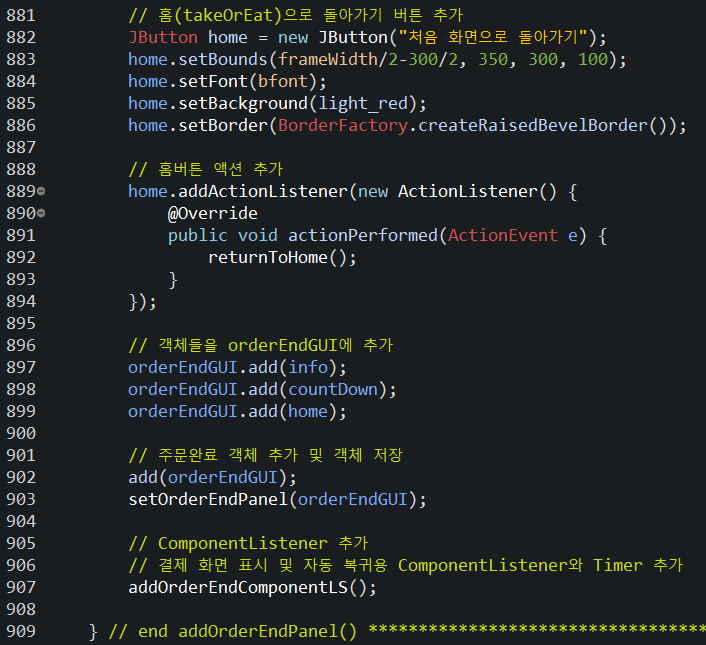 881 // 홈(takeOrEat)으로 돌아가기 버튼 추가
882 JButton home = new JButton("처음 화면으로 돌아가기");
883 home.setBounds(frameWidth/2-300/2, 350, 300, 100);
884 home.setFont(bfont);
885 home.setBackground(light_red);
886 home.setBorder(BorderFactory.createRaisedBevelBorder());
887
888 // 홈버튼 액션 추가
889 home.addActionListener(new ActionListener() {
890 @Override
891 public void actionPerformed(ActionEvent e) {
892 returnToHome();
893 }
894 });
895
896 // 객체들을 orderEndGUI에 추가
897 orderEndGUI.add(info);
898 orderEndGUI.add(countDown);
899 orderEndGUI.add(home);
900
901 // 주문완료 객체 추가 및 객체 저장
902 add(orderEndGUI);
903 setOrderEndPanel(orderEndGUI);
904
905 // ComponentListener 추가
906 // 결제 화면 표시 및 자동 복귀용 ComponentListener와 Timer 추가
907 addOrderEndComponentLS();
908
909 } // end addOrderEndPanel() **********************************